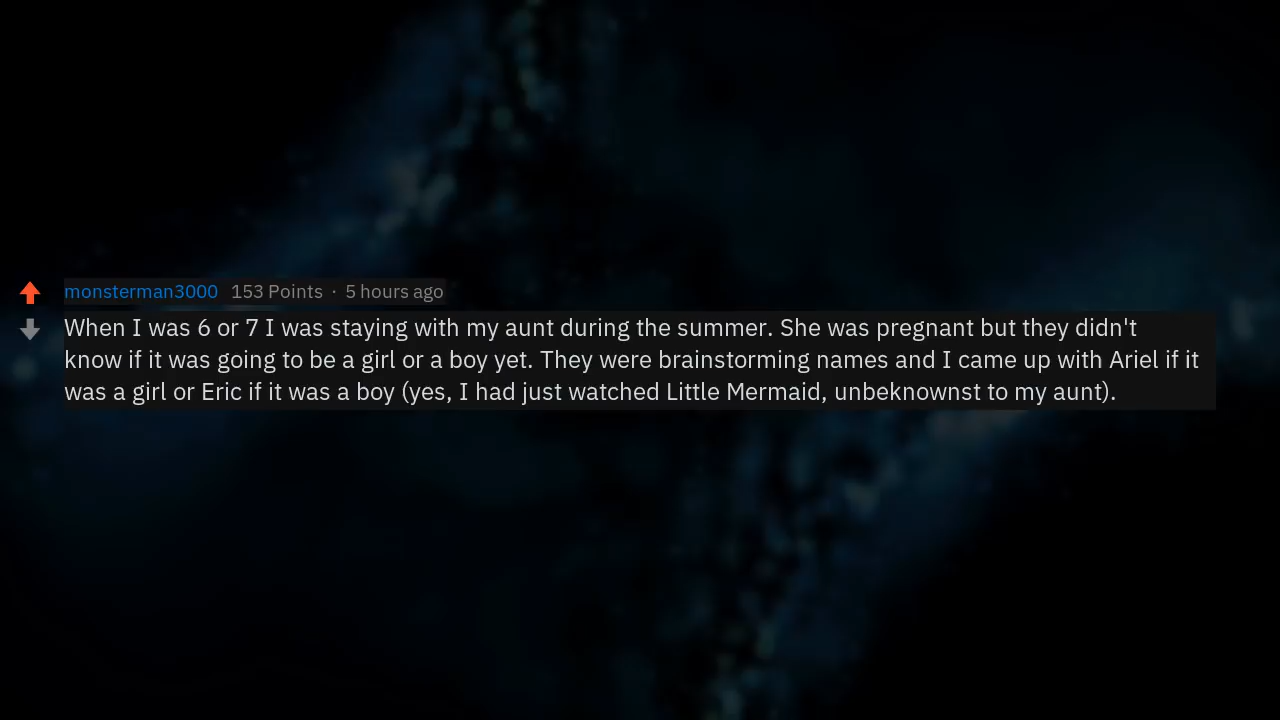 monsterman3000 153 Points · 5 hours ago
When I was 6 or 7 I was staying with my aunt during the summer. She was pregnant but they didn't
know if it was going to be a girl or a boy yet. They were brainstorming names and I came up with Ariel if it
was a girl or Eric if it was a boy (yes, I had just watched Little Mermaid, unbeknownst to my aunt).